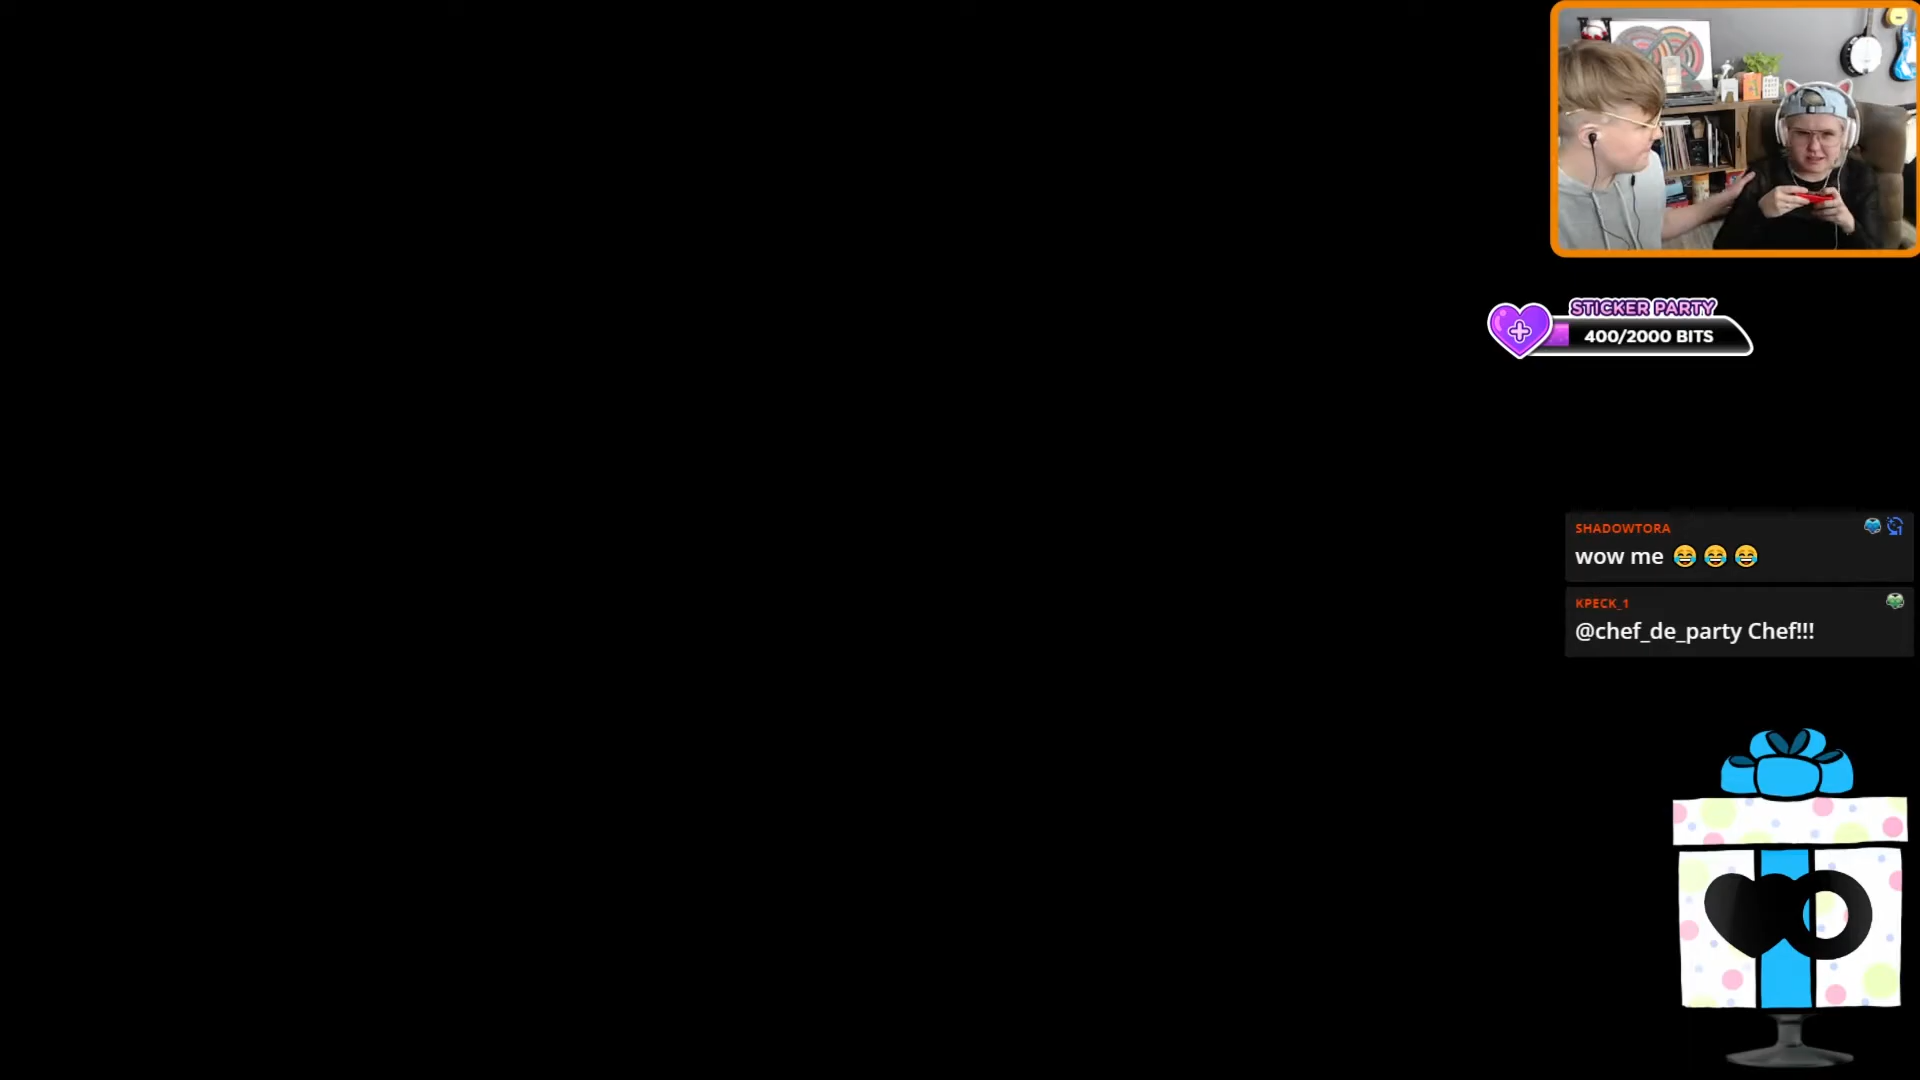 STICKER PARTY
400/2000 BITS
SHADOWTORA
wow me 😂 😂 😂
KPECK_1
@chef_de_party Chef!!!